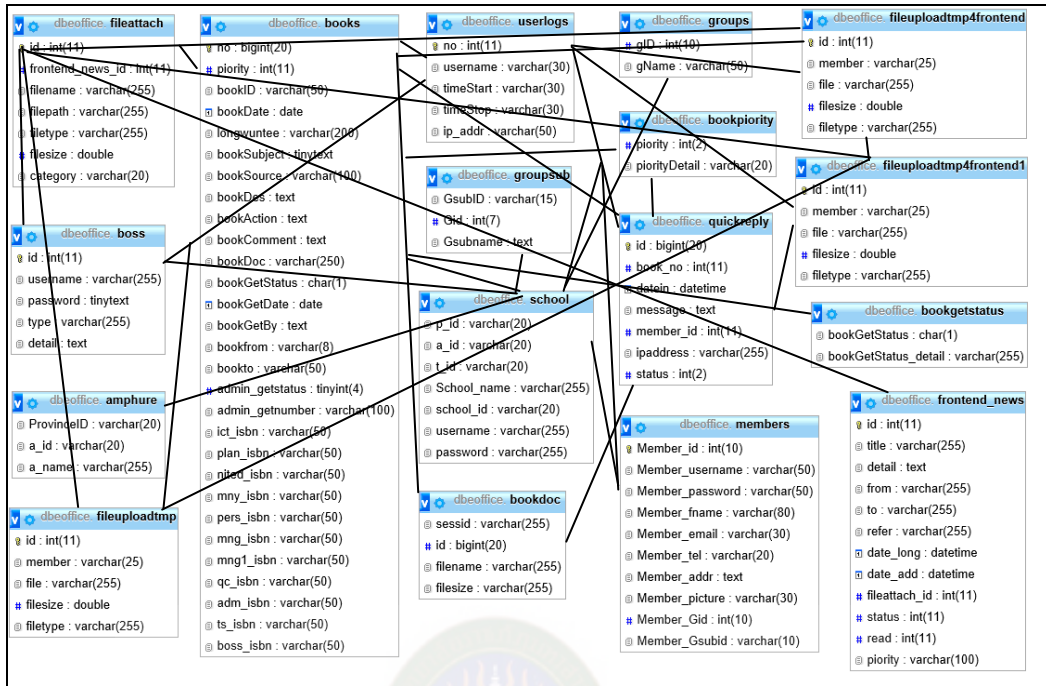 dbeoffice. fileattach
id : int(11)
frontend_news_id : int(11)
filename : varchar(255)
filepath : varchar(255)
filetype : varchar(255)
filesize : double
category : varchar(20)
dbeoffice. boss
id : int(11)
username : varchar(255)
password : tinytext
type : varchar(255)
detail : text
dbeoffice. amphure
ProvinceID : varchar(20)
a_id : varchar(20)
a_name : varchar(255)
dbeoffice. fileuploadtmp
id : int(11)
member : varchar(25)
file : varchar(255)
filesize : double
filetype : varchar(255)
dbeoffice. books
no : bigint(20)
piority : int(11)
bookID : varchar(50)
bookDate : date
longwuntee : varchar(200)
bookSubject : tinytext
bookSource : varchar(100)
bookDes : text
bookAction : text
bookComment : text
bookDoc : varchar(250)
bookGetStatus : char(1)
bookGetDate : date
bookGetBy : text
bookfrom : varchar(8)
bookto : varchar(50)
admin_getstatus : tinyint(4)
admin_getnumber : varchar(100)
ict_isbn : varchar(50)
plan_isbn : varchar(50)
nited_isbn : varchar(50)
mny_isbn : varchar(50)
pers_isbn : varchar(50)
mng_isbn : varchar(50)
mng1_isbn : varchar(50)
qc_isbn : varchar(50)
adm_isbn : varchar(50)
ts_isbn : varchar(50)
boss_isbn : varchar(50)
dbeoffice. userlogs
no : int(11)
username : varchar(30)
timeStart : varchar(30)
timeStop : varchar(30)
ip_addr : varchar(50)
dbeoffice. groupsub
GsubID : varchar(15)
Gid : int(7)
Gsubname : text
dbeoffice. school
p_id : varchar(20)
a_id : varchar(20)
t_id : varchar(20)
School_name : varchar(255)
school_id : varchar(20)
username : varchar(255)
password : varchar(255)
dbeoffice. bookdoc
sessid : varchar(255)
id : bigint(20)
filename : varchar(255)
filesize : varchar(255)
dbeoffice. groups
gID : int(10)
gName : varchar(50)
dbeoffice. bookpiority
piority : int(2)
piorityDetail : varchar(20)
dbeoffice. quickreply
id : bigint(20)
book_no : int(11)
datein : datetime
message : text
member_id : int(11)
ipaddress : varchar(255)
status : int(2)
dbeoffice. members
Member_id : int(10)
Member_username : varchar(50)
Member_password : varchar(50)
Member_fname : varchar(80)
Member_email : varchar(30)
Member_tel : varchar(20)
Member_addr : text
Member_picture : varchar(30)
Member_Gid : int(10)
Member_Gsubid : varchar(10)
dbeoffice. fileuploadtmp4frontend
id : int(11)
member : varchar(25)
file : varchar(255)
filesize : double
filetype : varchar(255)
dbeoffice. fileuploadtmp4frontend1
id : int(11)
member : varchar(25)
file : varchar(255)
filesize : double
filetype : varchar(255)
dbeoffice. bookgetstatus
bookGetStatus : char(1)
bookGetStatus_detail : varchar(255)
dbeoffice. frontend_news
id : int(11)
title : varchar(255)
detail : text
from : varchar(255)
to : varchar(255)
refer : varchar(255)
date_long : datetime
date_add : datetime
fileattach_id : int(11)
status : int(11)
read : int(11)
piority : varchar(100)